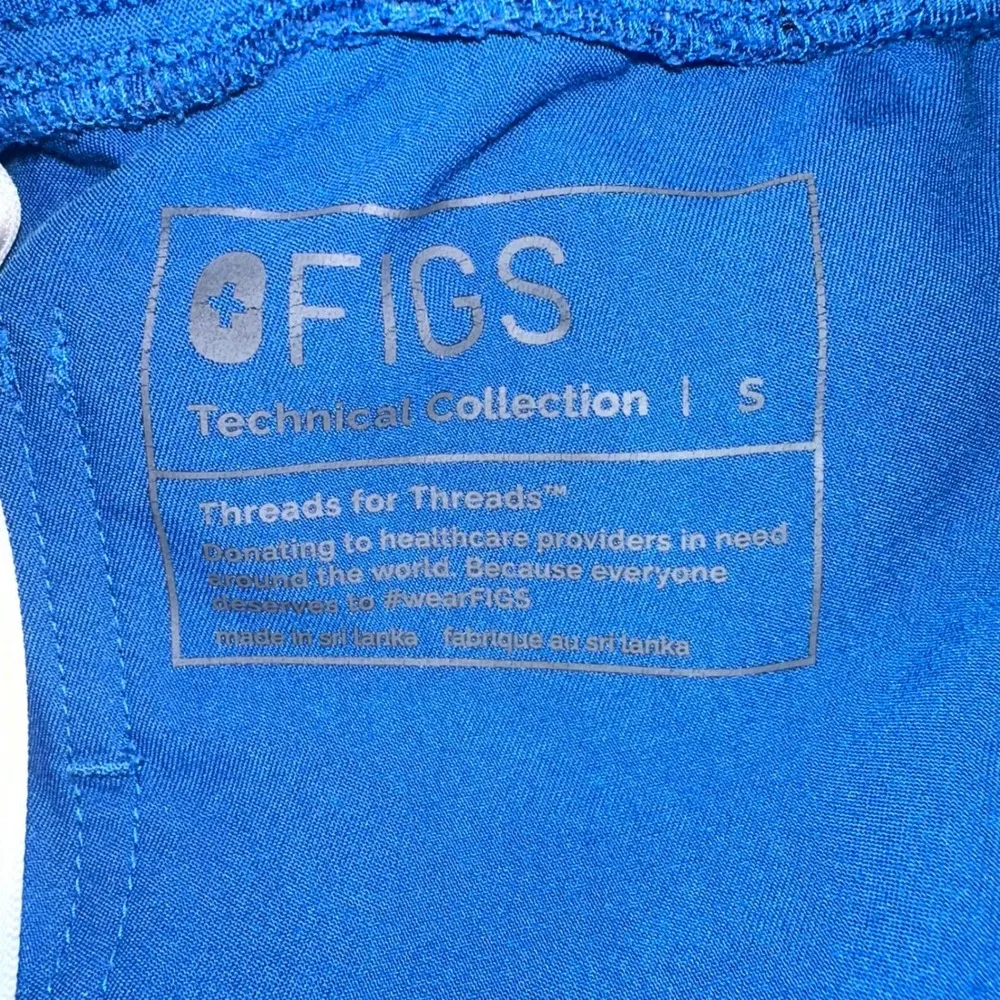 FIGS
Technical Collection | S
Threads for Threads™
Donating to healthcare providers in need
around the world. Because everyone
deserves to #wearFIGS
made in sri lanka fabrique au sri lanka